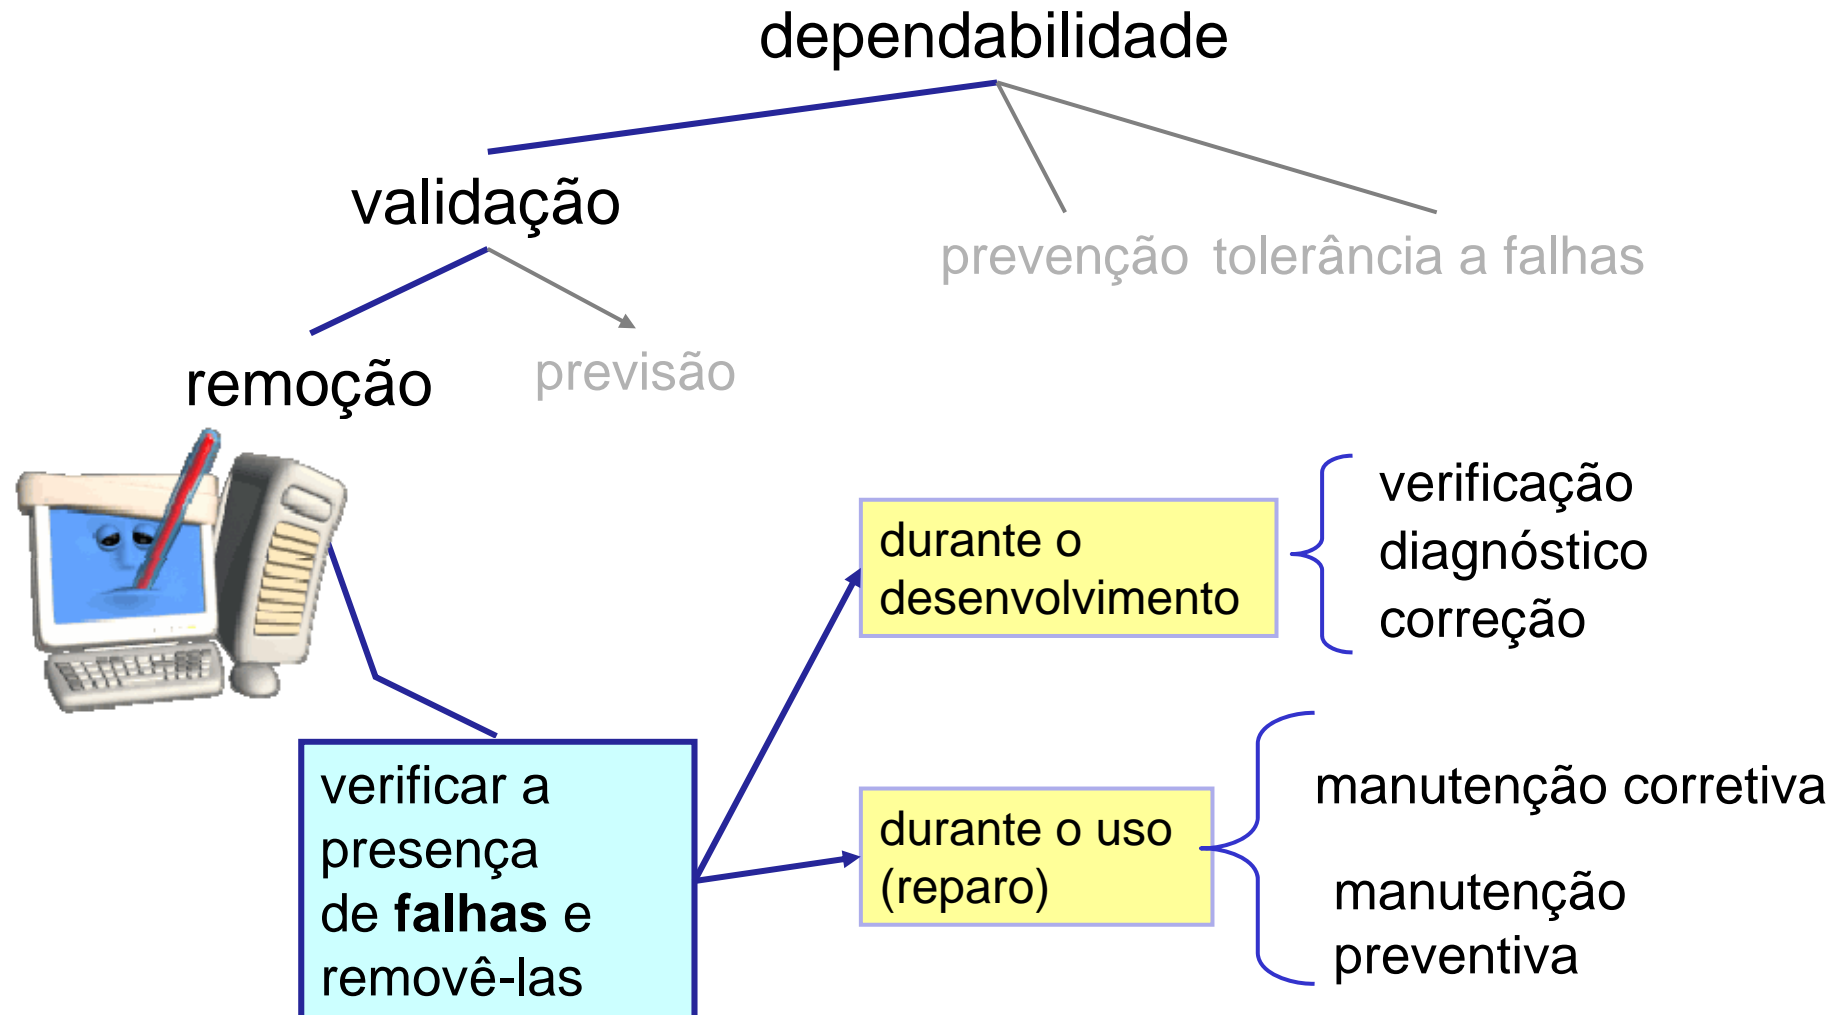 dependabilidade
validação
prevenção
tolerância a falhas
remoção
previsão
verificar a
presença
de falhas e
removê-las
durante o
desenvolvimento
verificação
diagnóstico
correção
durante o uso
(reparo)
manutenção corretiva
manutenção
preventiva